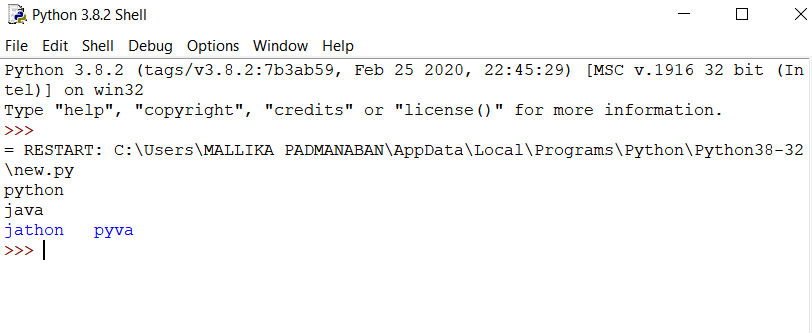 Python 3.8.2 Shell
File Edit Shell Debug Options Window Help
Python 3.8.2 (tags/v3.8.2:7b3ab59, Feb 25 2020, 22:45:29) [MSC v.1916 32 bit (In
tel)] on win32
Type "help", "copyright", "credits" or "license()" for more information.
>>>
= RESTART: C:\Users\MALLIKA PADMANABAN\AppData\Local\Programs\Python\Python38-32
\new.py
python
java
jathon   pyva
>>>